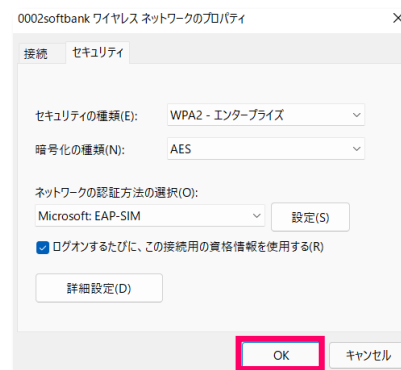 0002softbank ワイヤレス ネットワークのプロパティ
接続 セキュリティ
セキュリティの種類(E): WPA2 - エンタープライズ
暗号化の種類(N): AES
ネットワークの認証方法の選択(O):
Microsoft: EAP-SIM 設定(S)
ログオンするたびに、この接続用の資格情報を使用する(R)
詳細設定(D)
OK キャンセル